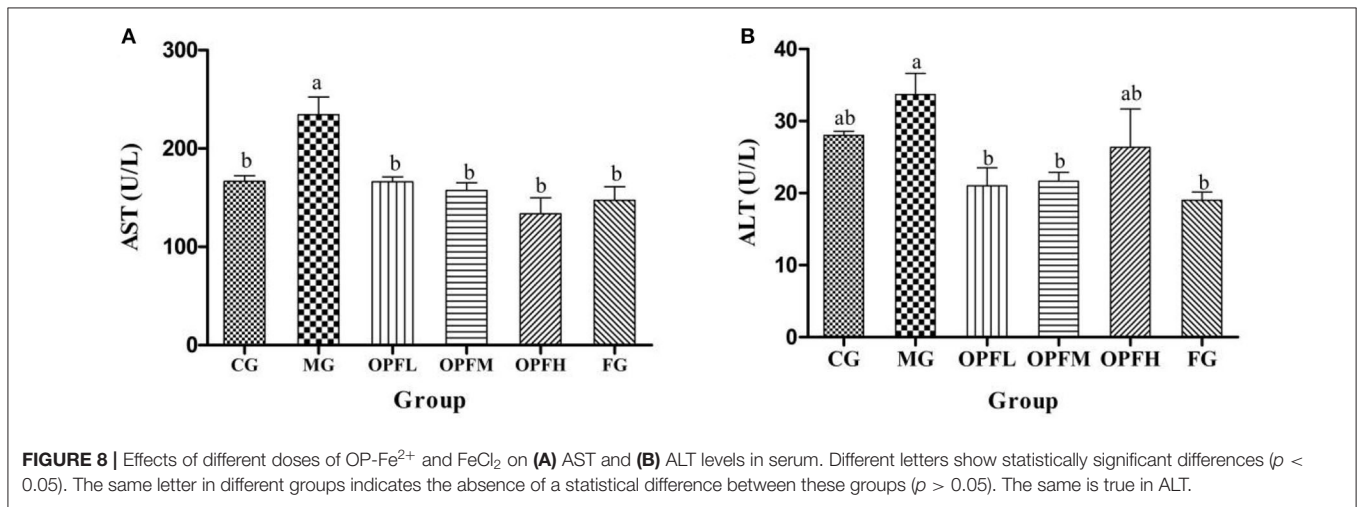 A
300
200
100
0
AST (U/L)
b
a
b
b
b
b
CG MG OPFL OPFM OPFH FG
Group
B
40
30
20
10
0
ALT (U/L)
ab
a
b
b
ab
b
CG MG OPFL OPFM OPFH FG
Group
FIGURE 8 | Effects of different doses of OP-Fe²⁺ and FeCl₂ on (A) AST and (B) ALT levels in serum. Different letters show statistically significant differences (p <
0.05). The same letter in different groups indicates the absence of a statistical difference between these groups (p > 0.05). The same is true in ALT.